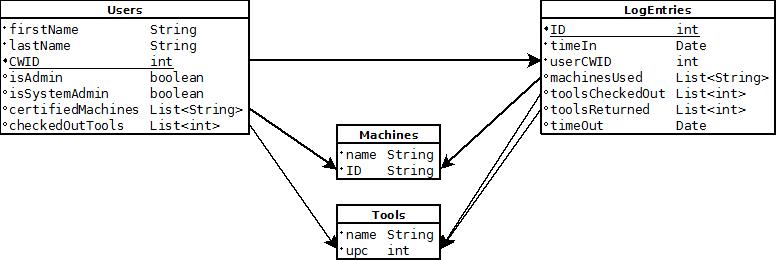 Users
firstName String
lastName String
CWID int
isAdmin boolean
isSystemAdmin boolean
certifiedMachines List<String>
checkedOutTools List<int>
LogEntries
ID int
timeIn Date
userCWID int
machinesUsed List<String>
toolsCheckedOut List<int>
toolsReturned List<int>
timeOut Date
Machines
name String
ID String
Tools
name String
upc int